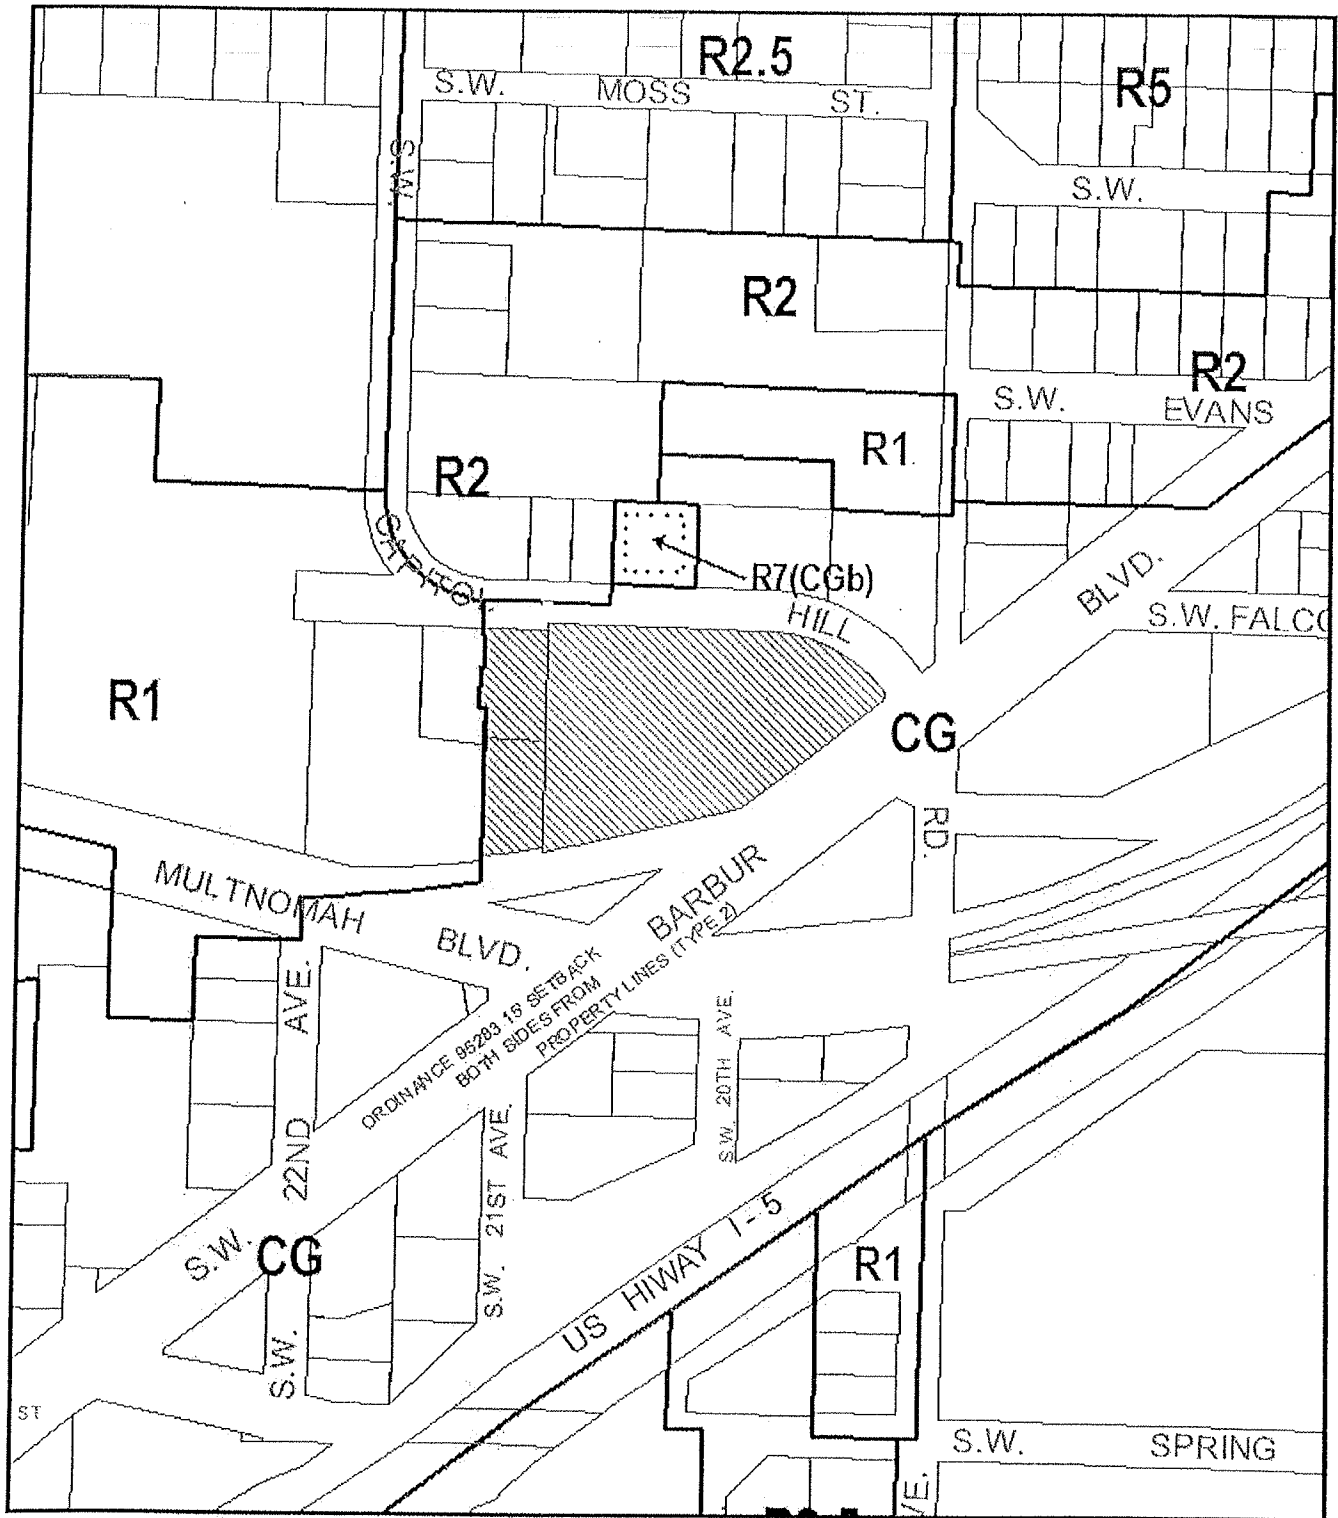 R2.5
R5
S.W. MOSS ST.
S.W.
S.W.
R2
R2
S.W. EVANS
R1
R2
CAPITOL
R7(CGb)
HILL
BLVD.
S.W. FALCO
R1
CG
RD.
MULTNOMAH BLVD.
BARBUR
ORDINANCE 95283 15' SETBACK
BOTH SIDES FROM
PROPERTY LINES (TYPE 2)
AVE.
22ND
S.W.
S.W. 20TH AVE.
S.W. 21ST AVE.
S.W.
CG
US HIWAY I-5
R1
ST
S.W. SPRING
VE.